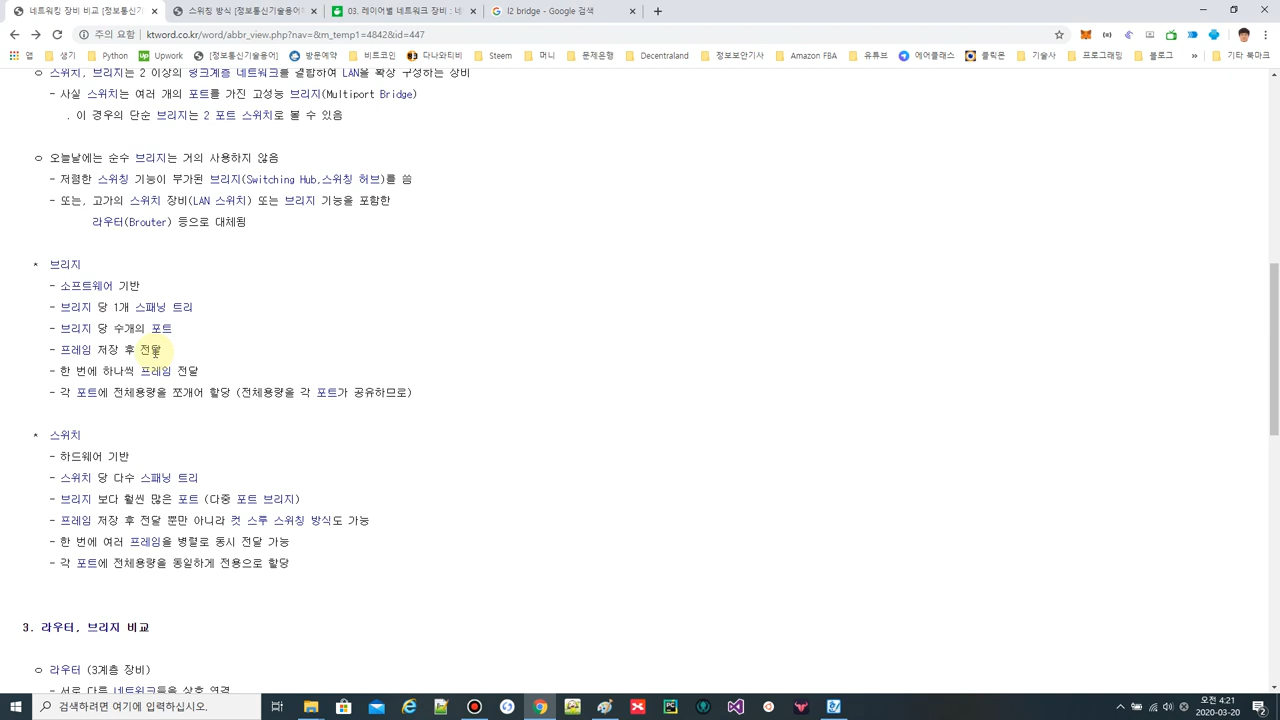 네트워킹 장비 비교 [정보통신기
스위칭 방식 [정보통신기술용어
03. 레이어별 네트워크 장비 : 네
l2 bridge - Google 검색
주의 요함
ktword.co.kr/word/abbr_view.php?nav=&m_temp1=4842&id=447
앱
생기
Python
Upwork
[정보통신기술용어]
방문예약
비트코인
다나와티비
Steem
머니
문제은행
Decentraland
정보보안기사
Amazon FBA
유튜브
에어클래스
클릭몬
기술사
프로그래밍
블로그
»
기타 북마크
ㅇ 스위치, 브리지는 2 이상의 링크계층 네트워크를 결합하여 LAN을 확장 구성하는 장비
- 사실 스위치는 여러 개의 포트를 가진 고성능 브리지(Multiport Bridge)
. 이 경우의 단순 브리지는 2 포트 스위치로 볼 수 있음
ㅇ 오늘날에는 순수 브리지는 거의 사용하지 않음
- 저렴한 스위칭 기능이 부가된 브리지(Switching Hub,스위칭 허브)를 씀
- 또는, 고가의 스위치 장비(LAN 스위치) 또는 브리지 기능을 포함한
라우터(Brouter) 등으로 대체됨
* 브리지
- 소프트웨어 기반
- 브리지 당 1개 스패닝 트리
- 브리지 당 수개의 포트
- 프레임 저장 후 전달
- 한 번에 하나씩 프레임 전달
- 각 포트에 전체용량을 쪼개어 할당 (전체용량을 각 포트가 공유하므로)
* 스위치
- 하드웨어 기반
- 스위치 당 다수 스패닝 트리
- 브리지 보다 훨씬 많은 포트 (다중 포트 브리지)
- 프레임 저장 후 전달 뿐만 아니라 컷 스루 스위칭 방식도 가능
- 한 번에 여러 프레임을 병렬로 동시 전달 가능
- 각 포트에 전체용량을 동일하게 전용으로 할당
3. 라우터, 브리지 비교
ㅇ 라우터 (3계층 장비)
- 서로 다른 네트워크들을 상호 연결
검색하려면 여기에 입력하십시오.
오전 4:21
2020-03-20